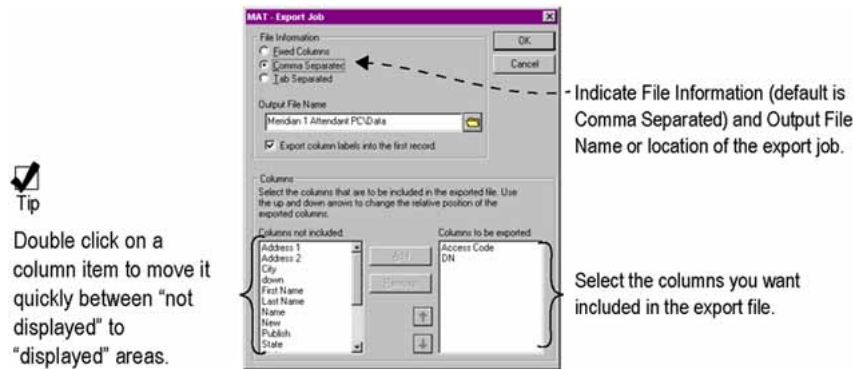 MAT - Export Job
File Information
Fixed Columns
Comma Separated
Tab Separated
OK
Cancel
Output File Name
Meridian 1 Attendant PC\Data
Export column labels into the first record
Indicate File Information (default is
Comma Separated) and Output File
Name or location of the export job.
Tip
Double click on a
column item to move it
quickly between “not
displayed” to
“displayed” areas.
Columns
Select the columns that are to be included in the exported file. Use
the up and down arrows to change the relative position of the
exported columns.
Columns not included:
Address 1
Address 2
City
down
First Name
Last Name
Name
New
Publish
State
Add
Remove
Columns to be exported
Access Code
DN
Select the columns you want
included in the export file.